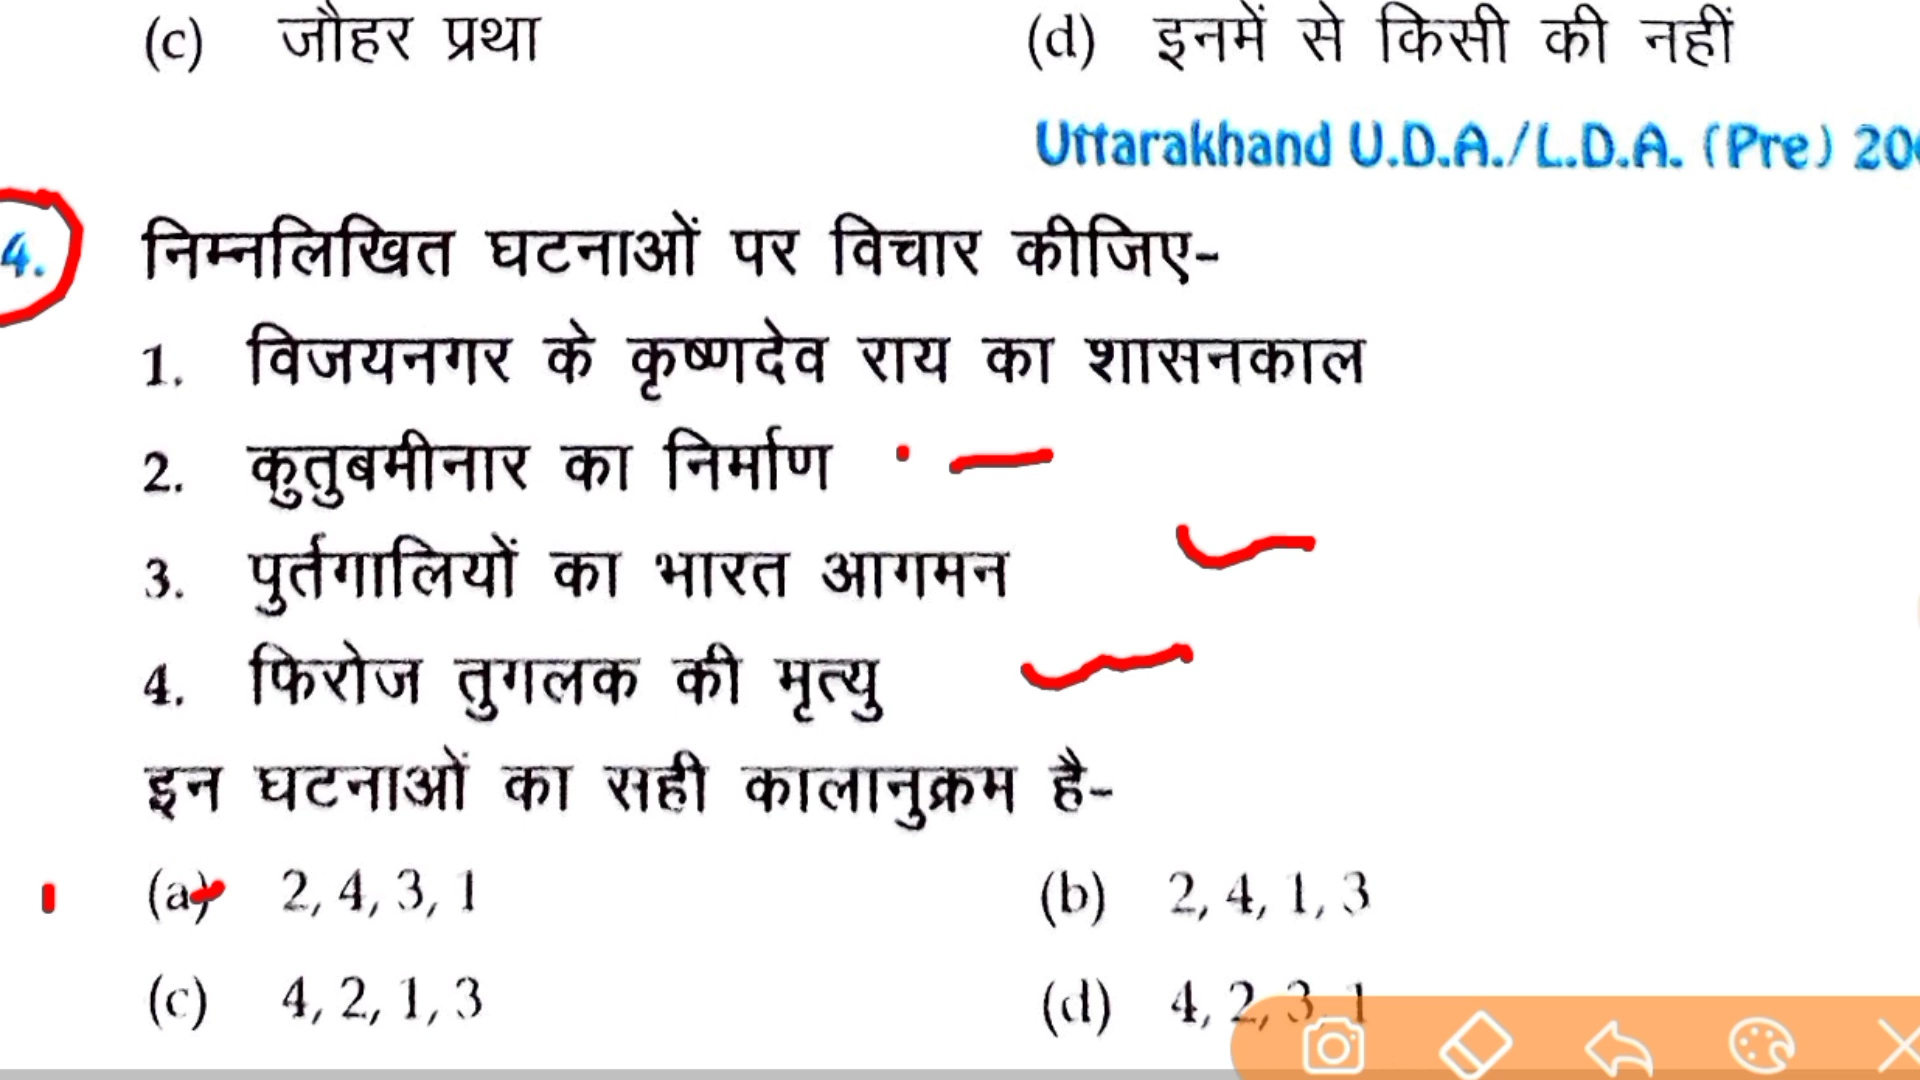 (c) जौहर प्रथा (d) इनमें से किसी की नहीं
Uttarakhand U.D.A./L.D.A. (Pre)
4. निम्नलिखित घटनाओं पर विचार कीजिए-
1. विजयनगर के कृष्णदेव राय का शासनकाल
2. कुतुबमीनार का निर्माण
3. पुर्तगालियों का भारत आगमन
4. फिरोज तुगलक की मृत्यु
इन घटनाओं का सही कालानुक्रम है-
(a) 2, 4, 3, 1 (b) 2, 4, 1, 3
(c) 4, 2, 1, 3 (d) 4, 2, 3, 1